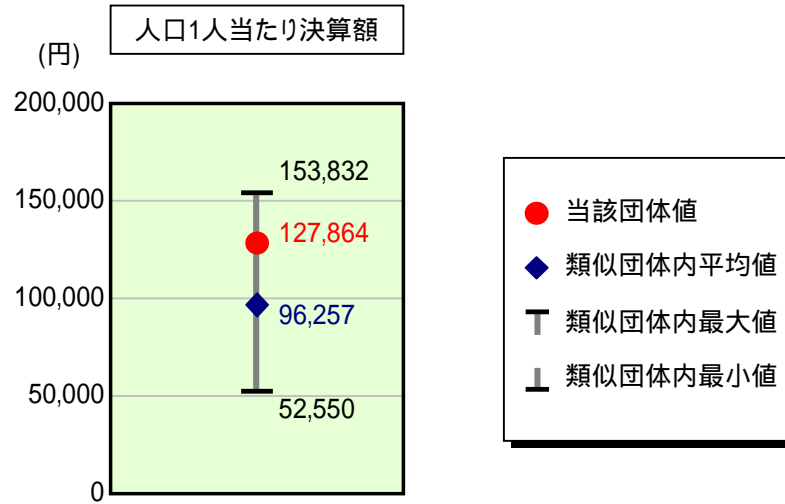 人口1人当たり決算額
(円)
200,000
150,000
100,000
50,000
0
153,832
127,864
96,257
52,550
当該団体値
類似団体内平均値
類似団体内最大値
類似団体内最小値